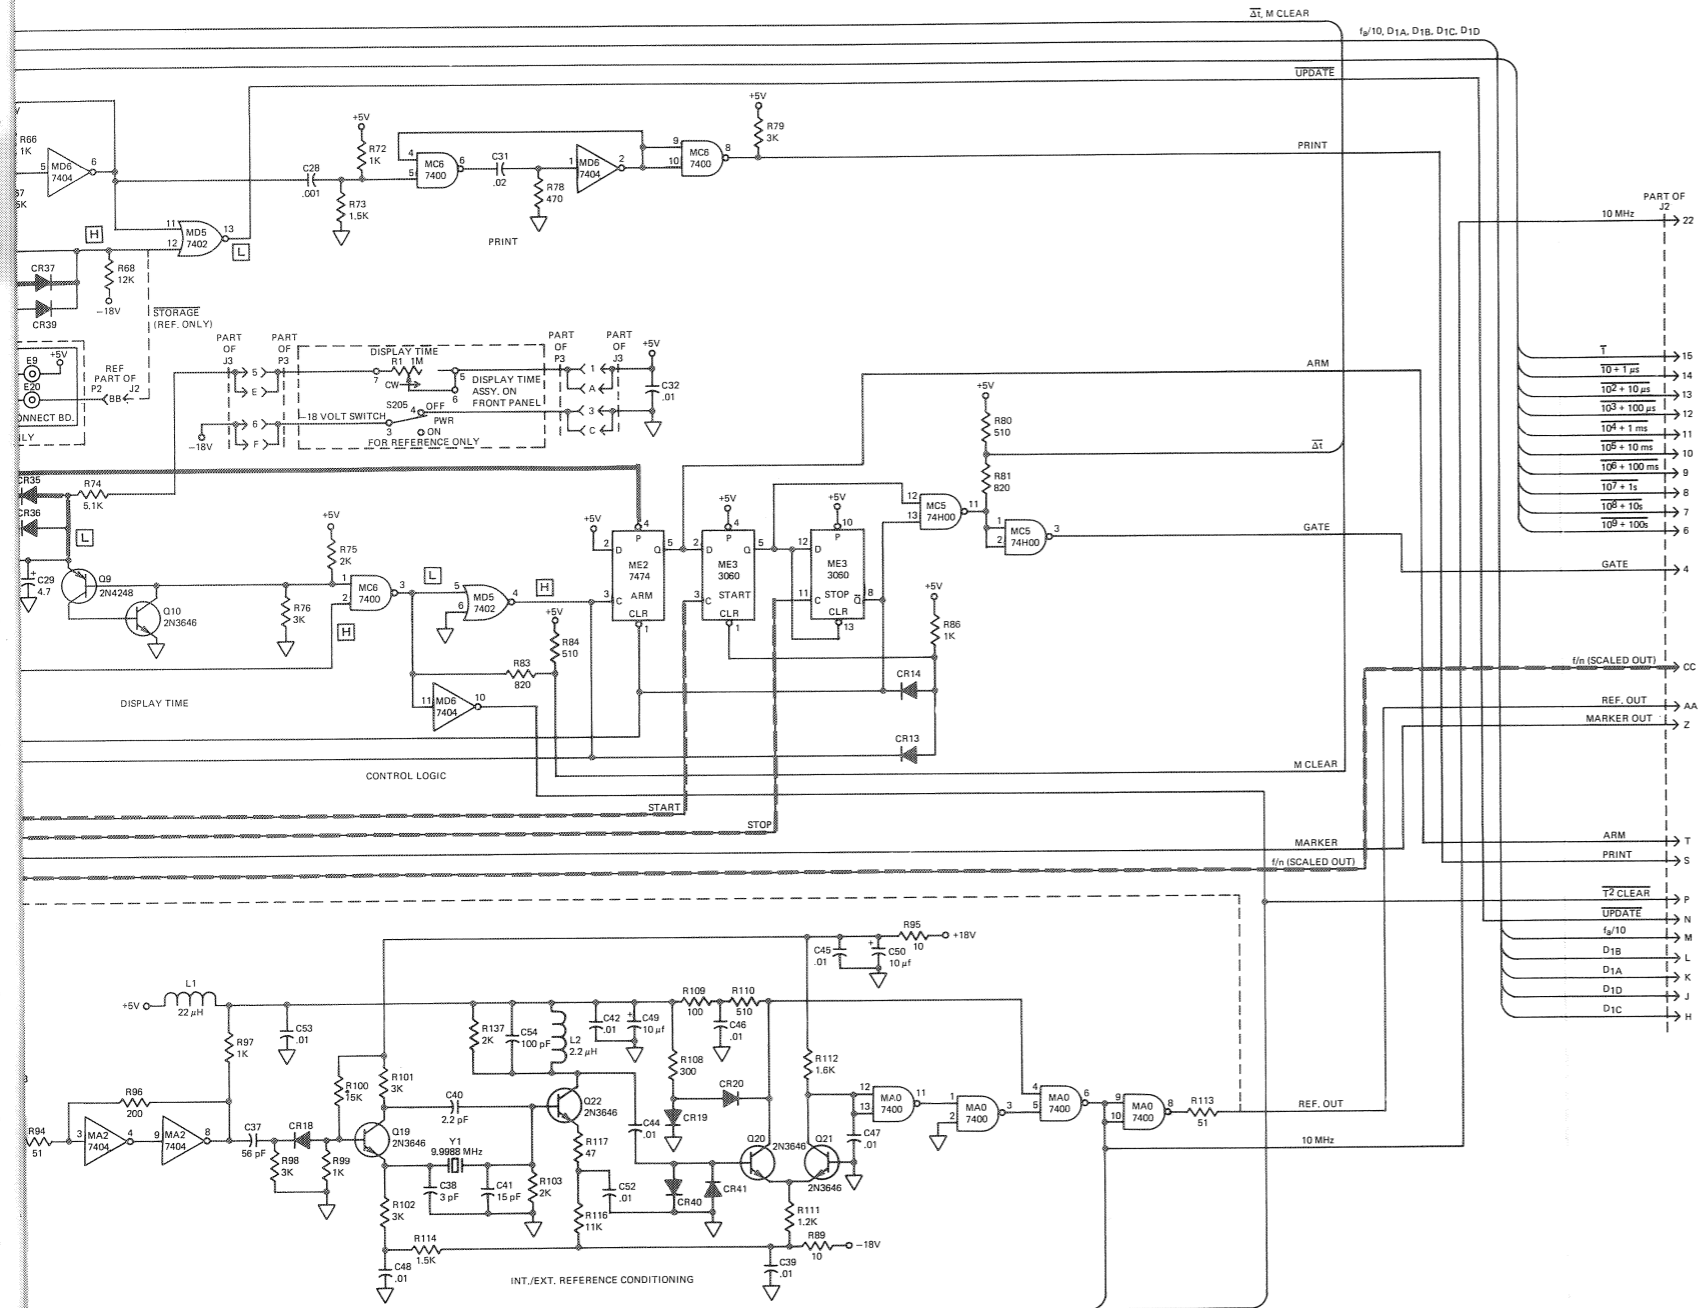 Δt, M CLEAR
fa/10, D1A, D1B, D1C, D1D
UPDATE
+5V
R79
3K
+5V
R72
1K
R66
1K
5
MD6
7404
6
C28
.001
R73
1.5K
4
5
MC6
7400
6
C31
.02
R78
470
1
MD6
7404
2
9
10
MC6
7400
8
PRINT
PRINT
11
12
MD5
7402
13
H
L
CR37
CR39
R68
12K
−18V
STORAGE
(REF. ONLY)
PART OF
J2
10 MHz 22
E9
+5V
E20
REF
PART OF
P2 J2
BB
ONNECT BD.
LY
PART
OF
J3
PART
OF
P3
5
E
6
F
−18V
DISPLAY TIME
R1 1M
7
CW
5
6
DISPLAY TIME
ASSY. ON
FRONT PANEL
−18 VOLT SWITCH
S205
4
OFF
3
PWR
ON
FOR REFERENCE ONLY
PART
OF
P3
PART
OF
J3
1
A
3
C
+5V
C32
.01
ARM
T 15
10 + 1 μs 14
10² + 10 μs 13
10³ + 100 μs 12
10⁴ + 1 ms 11
10⁵ + 10 ms 10
10⁶ + 100 ms 9
10⁷ + 1s 8
10⁸ + 10s 7
10⁹ + 100s 6
GATE 4
+5V
R80
510
Δt
R81
820
CR35
CR36
R74
5.1K
L
C29
4.7
+
Q9
2N4248
Q10
2N3646
+5V
R75
2K
R76
3K
1
2
MC6
7400
3
L
H
5
6
MD5
7402
4
H
+5V
R84
510
R83
820
11
MD6
7404
10
DISPLAY TIME
CONTROL LOGIC
+5V
2
D
P
4
Q
5
ME2
7474
3
C
ARM
CLR
1
+5V
4
P
2
D
Q
5
ME3
3060
3
C
START
CLR
1
+5V
10
P
12
D
ME3
3060
11
C
STOP
Q
8
CLR
13
12
13
MC5
74H00
11
1
2
MC5
74H00
3
GATE
+5V
R86
1K
CR14
CR13
M CLEAR
START
STOP
MARKER
f/n (SCALED OUT)
f/n (SCALED OUT) CC
REF. OUT AA
MARKER OUT Z
ARM T
PRINT S
T² CLEAR P
UPDATE N
fa/10 M
D1B L
D1A K
D1D J
D1C H
+5V
L1
22 μH
C53
.01
R97
1K
R96
200
R94
51
3
MA2
7404
4
9
MA2
7404
8
C37
56 pF
CR18
R98
3K
R99
1K
R100
15K
R101
3K
Q19
2N3646
R102
3K
C48
.01
R114
1.5K
C40
2.2 pF
Y1
9.9988 MHz
C38
3 pF
C41
15 pF
R103
2K
R137
2K
C54
100 pF
L2
2.2 μH
C42
.01
+
C49
10 μf
Q22
2N3646
R117
47
R116
11K
C52
.01
C44
.01
R109
100
R110
510
C46
.01
R108
300
CR19
CR20
CR40
CR41
Q20
2N3646
Q21
2N3646
R112
1.6K
C47
.01
R111
1.2K
R89
10
−18V
C39
.01
C45
.01
+
C50
10 μf
R95
10
+18V
12
13
MA0
7400
11
1
2
MA0
7400
3
4
5
MA0
7400
6
9
10
MA0
7400
8
R113
51
REF. OUT
10 MHz
INT./EXT. REFERENCE CONDITIONING